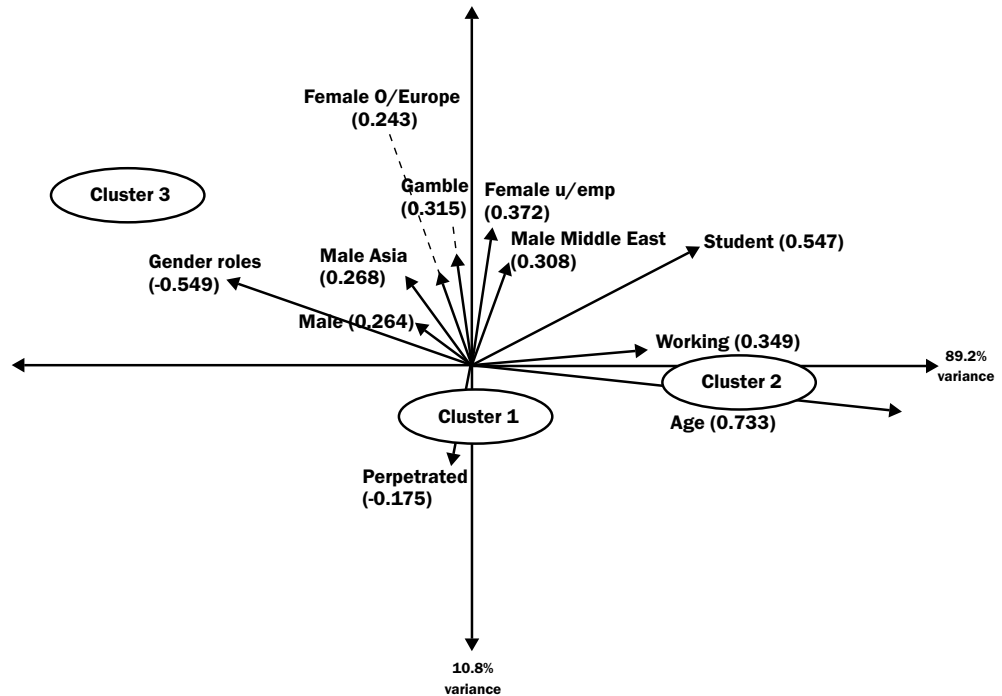 Female O/Europe
(0.243)
Cluster 3
Gamble
(0.315)
Female u/emp
(0.372)
Male Middle East
(0.308)
Student (0.547)
Gender roles
(-0.549)
Male Asia
(0.268)
Male (0.264)
Working (0.349)
89.2%
variance
Cluster 2
Cluster 1
Age (0.733)
Perpetrated
(-0.175)
10.8%
variance